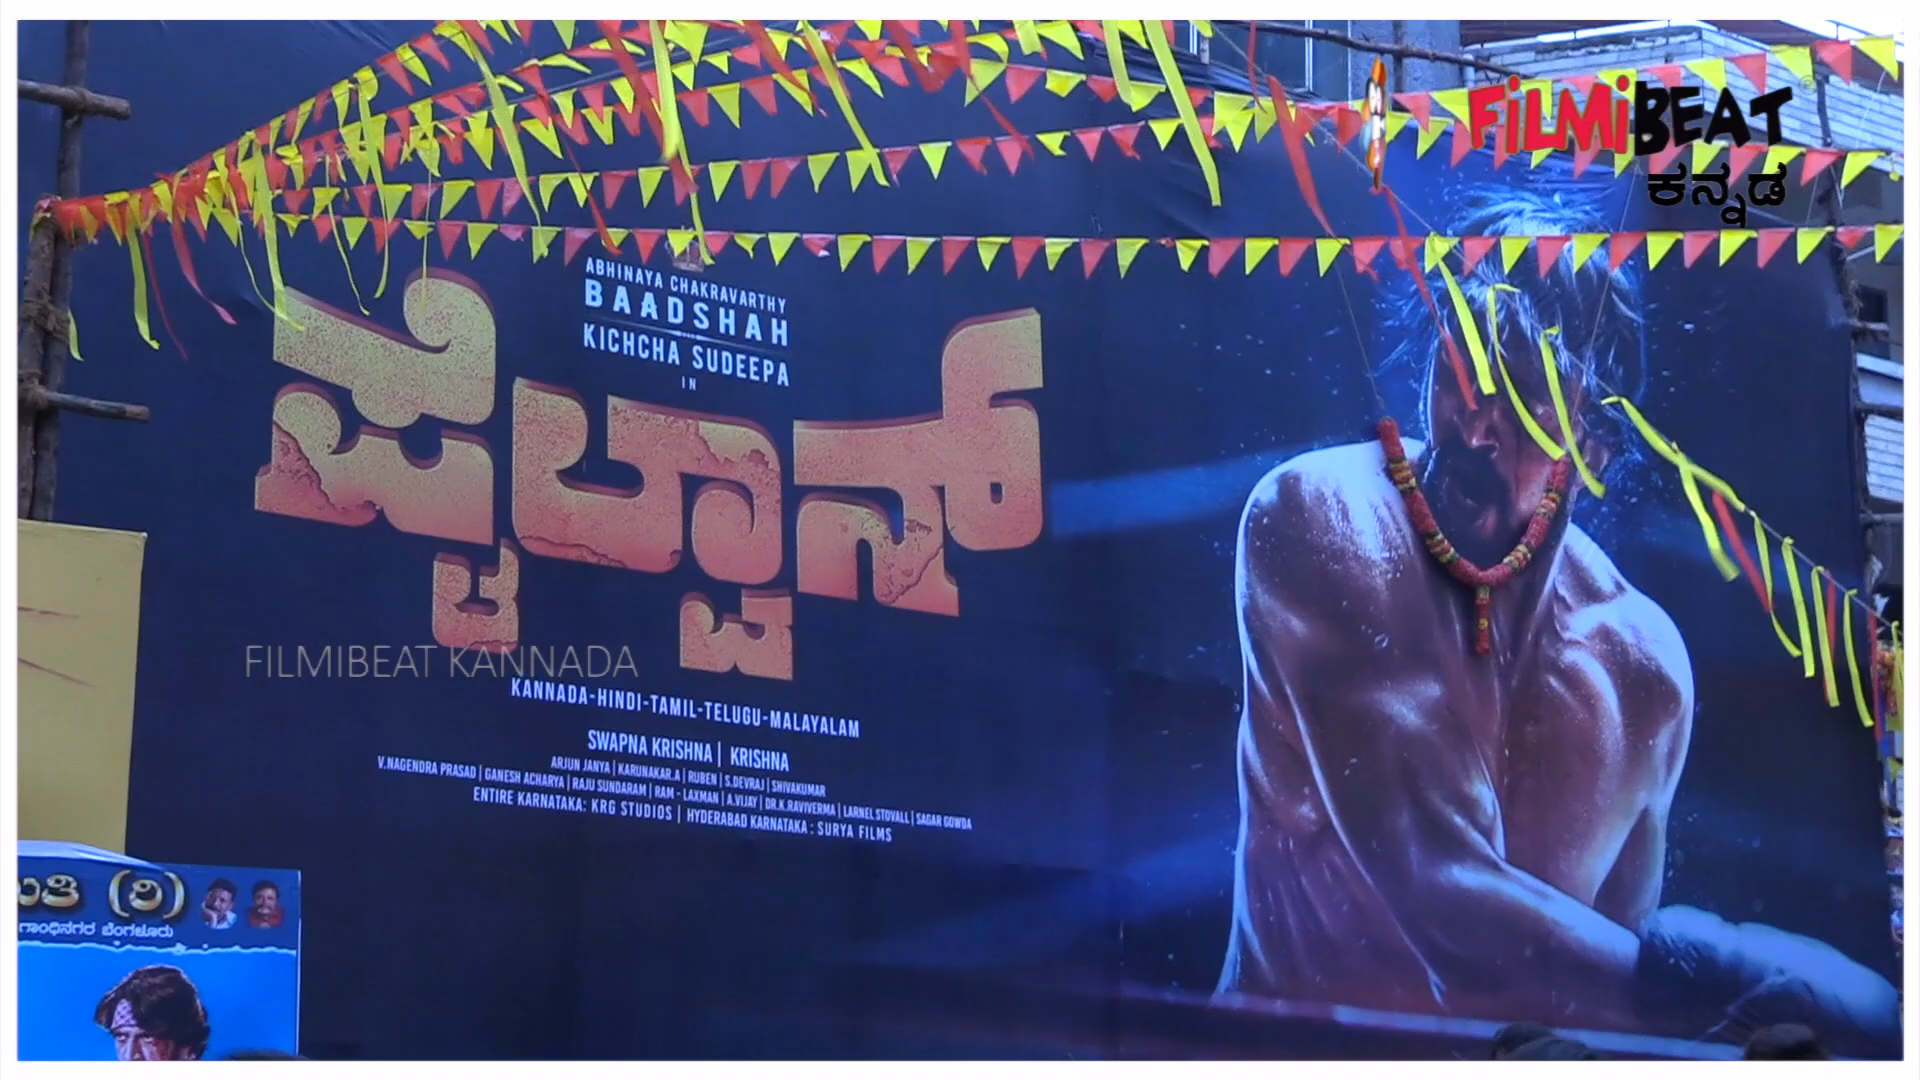 FiLMiBEAT
ಕನ್ನಡ
ABHINAYA CHAKRAVARTHY
BAADSHAH
KICHCHA SUDEEPA
IN
ಪೈಲ್ವಾನ್
FILMIBEAT KANNADA
KANNADA-HINDI-TAMIL-TELUGU-MALAYALAM
SWAPNA KRISHNA | KRISHNA
ARJUN JANYA | KARUNAKAR.A | RUBEN | S.DEVRAJ | SHIVAKUMAR
V.NAGENDRA PRASAD | GANESH ACHARYA | RAJU SUNDARAM | RAM - LAXMAN | A.VIJAY | DR.K.RAVIVERMA | LARNEL STOVALL | SAGAR GOWDA
ENTIRE KARNATAKA: KRG STUDIOS | HYDERABAD KARNATAKA : SURYA FILMS
(ರಿ)
ಗಾಂಧಿನಗರ ಬೆಂಗಳೂರು